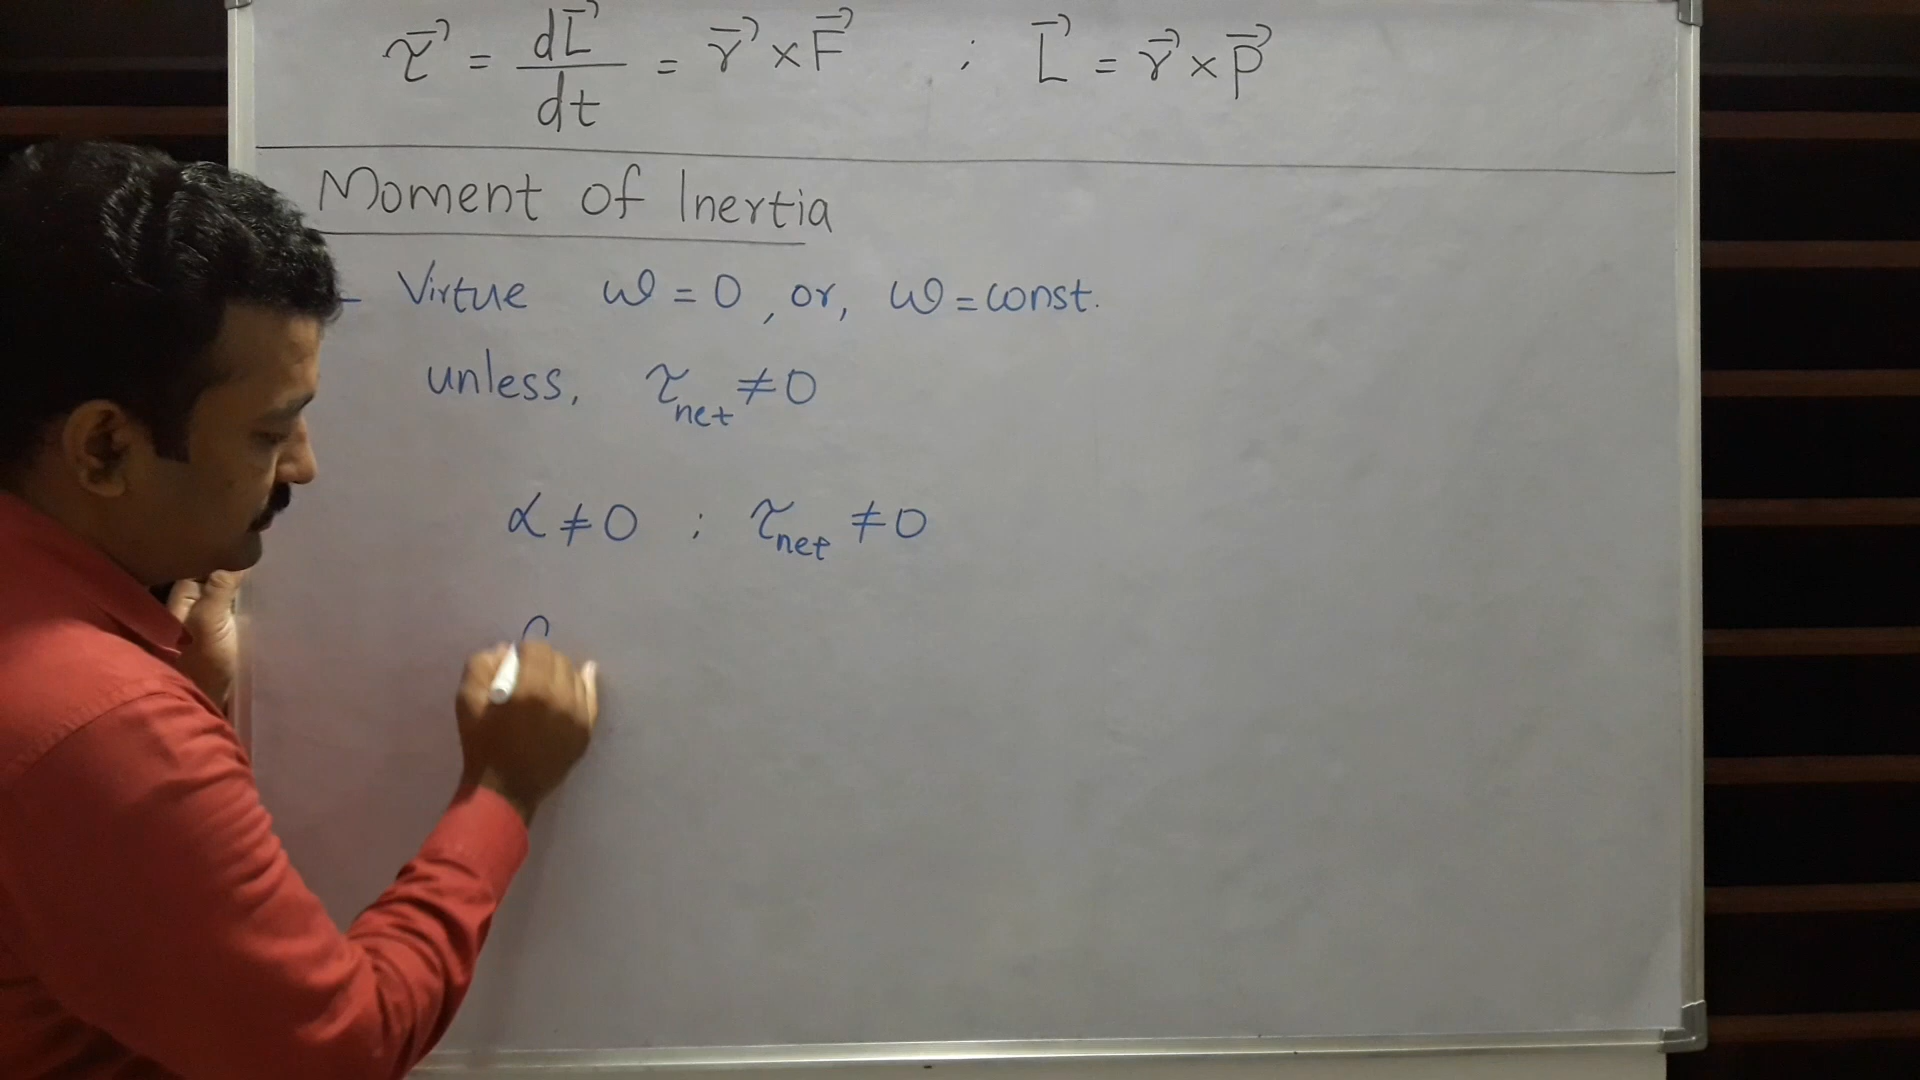 τ⃗ = dL⃗/dt = r⃗ × F⃗ ; L⃗ = r⃗ × P⃗
Moment of Inertia
- Virtue ω = 0, or, ω = const.
unless, τnet ≠ 0
α ≠ 0 ; τnet ≠ 0